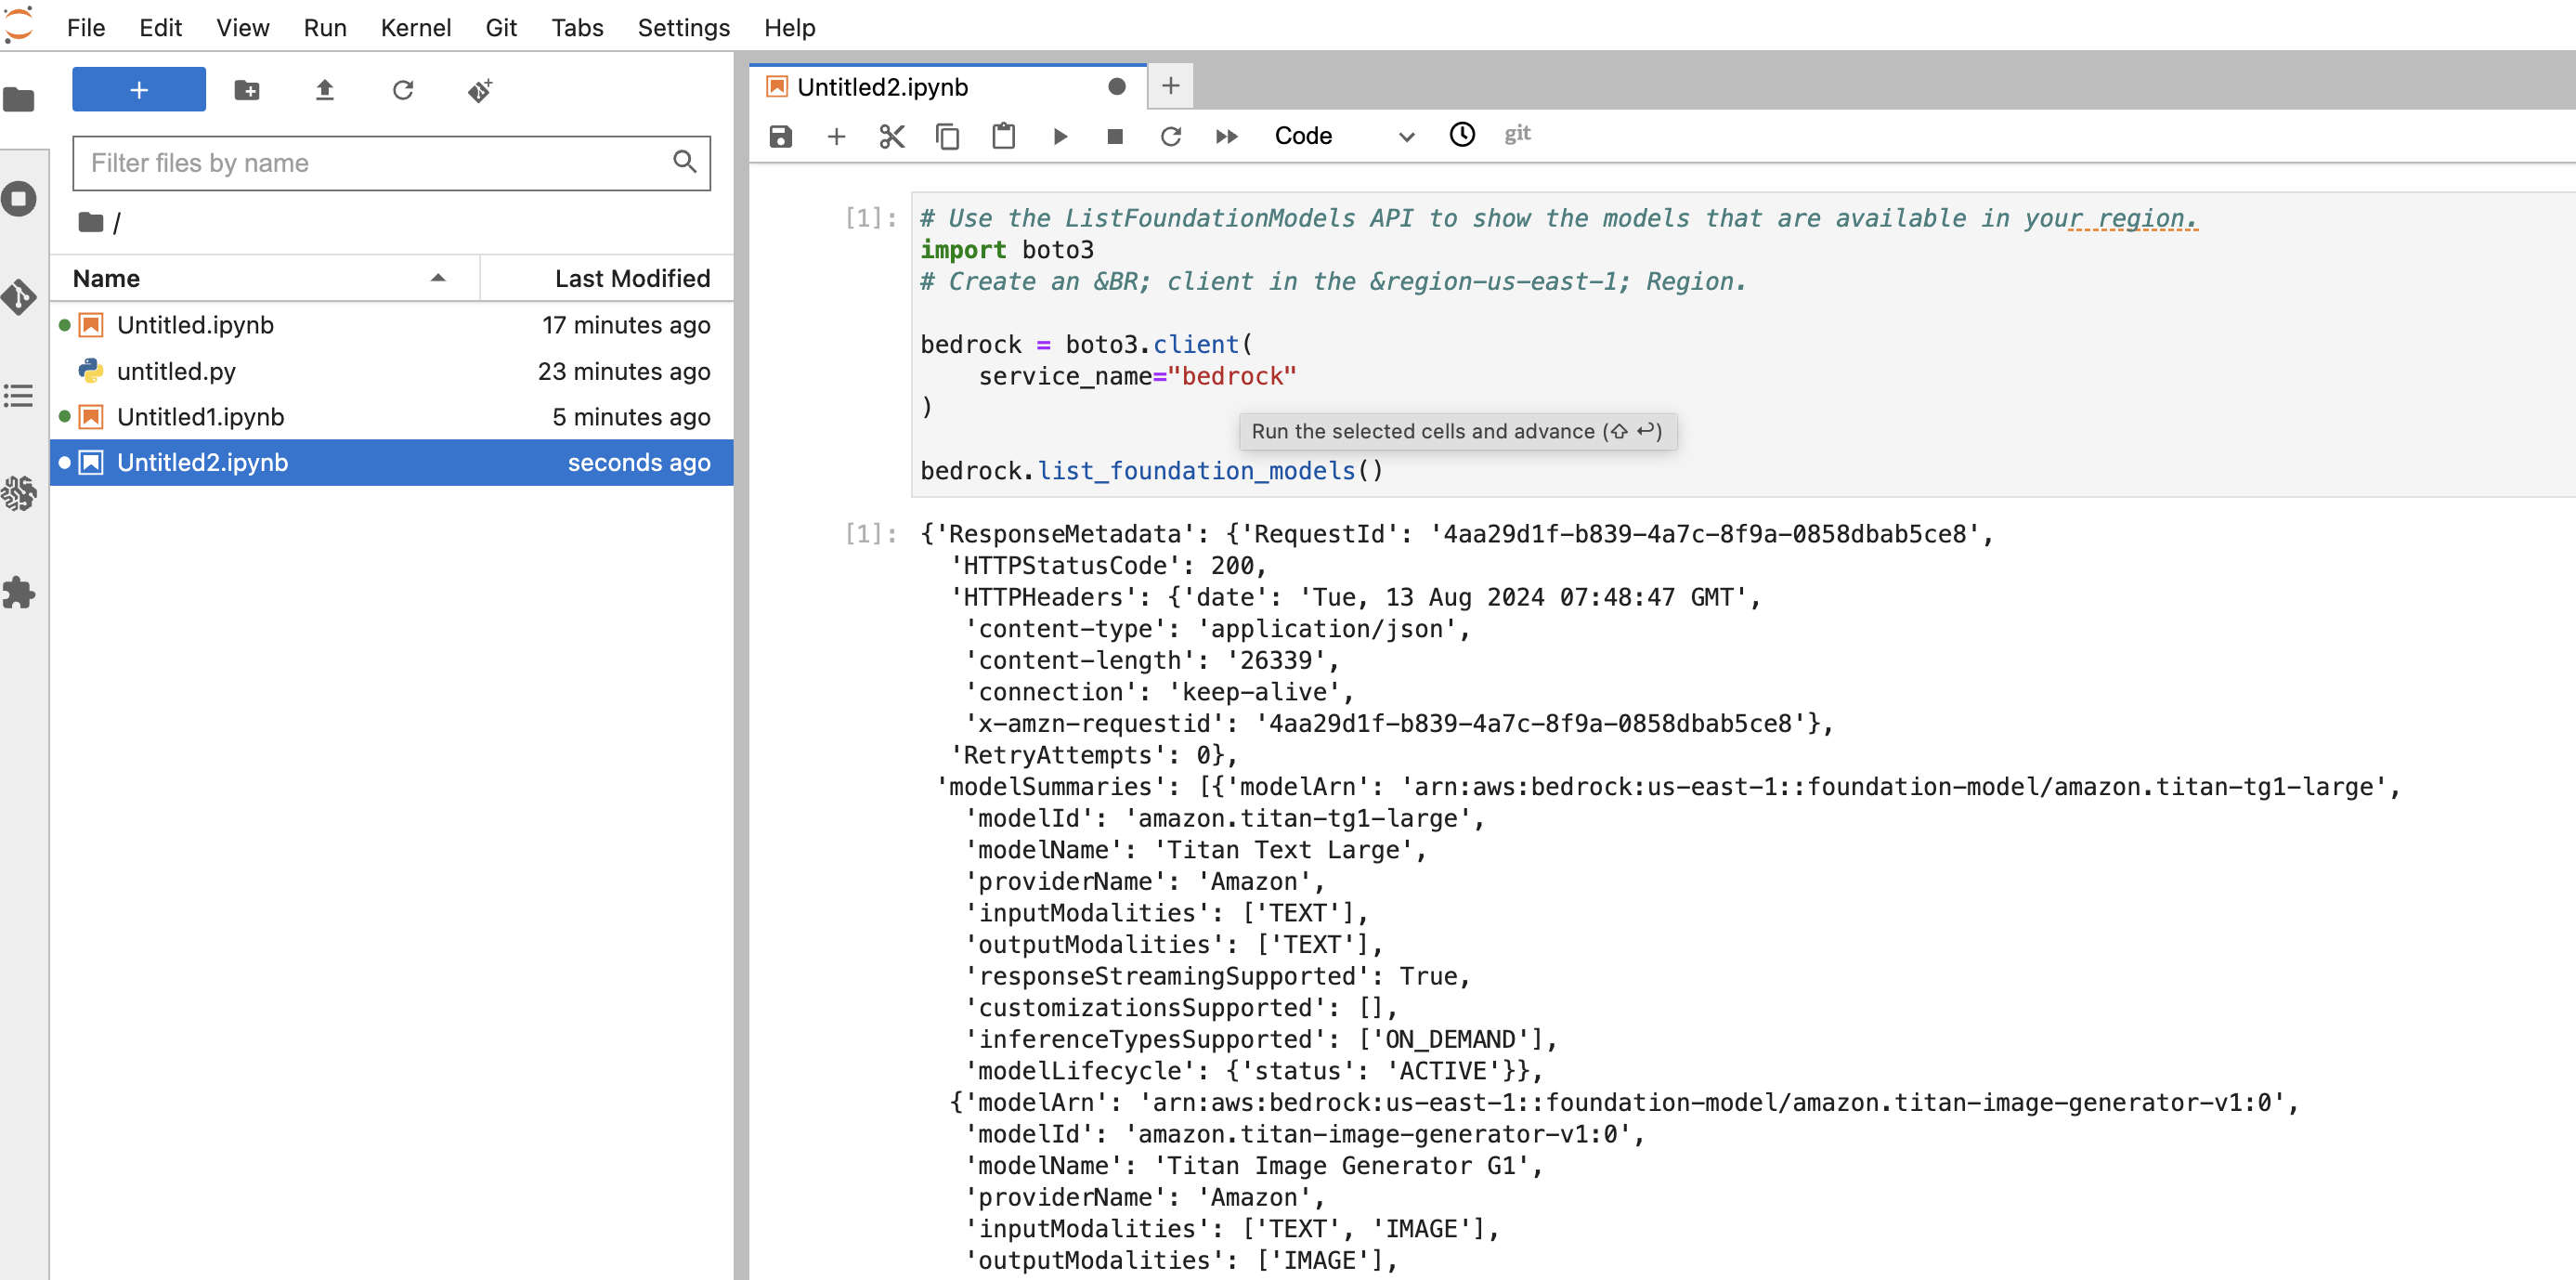 File Edit View Run Kernel Git Tabs Settings Help
Filter files by name
/
Name Last Modified
Untitled.ipynb 17 minutes ago
untitled.py 23 minutes ago
Untitled1.ipynb 5 minutes ago
Untitled2.ipynb seconds ago
Untitled2.ipynb
Code git
[1]: # Use the ListFoundationModels API to show the models that are available in your region.
import boto3
# Create an &BR; client in the &region-us-east-1; Region.
bedrock = boto3.client(
    service_name="bedrock"
)
Run the selected cells and advance (⇧ ↩)
bedrock.list_foundation_models()
[1]: {'ResponseMetadata': {'RequestId': '4aa29d1f-b839-4a7c-8f9a-0858dbab5ce8',
  'HTTPStatusCode': 200,
  'HTTPHeaders': {'date': 'Tue, 13 Aug 2024 07:48:47 GMT',
   'content-type': 'application/json',
   'content-length': '26339',
   'connection': 'keep-alive',
   'x-amzn-requestid': '4aa29d1f-b839-4a7c-8f9a-0858dbab5ce8'},
  'RetryAttempts': 0},
 'modelSummaries': [{'modelArn': 'arn:aws:bedrock:us-east-1::foundation-model/amazon.titan-tg1-large',
   'modelId': 'amazon.titan-tg1-large',
   'modelName': 'Titan Text Large',
   'providerName': 'Amazon',
   'inputModalities': ['TEXT'],
   'outputModalities': ['TEXT'],
   'responseStreamingSupported': True,
   'customizationsSupported': [],
   'inferenceTypesSupported': ['ON_DEMAND'],
   'modelLifecycle': {'status': 'ACTIVE'}},
  {'modelArn': 'arn:aws:bedrock:us-east-1::foundation-model/amazon.titan-image-generator-v1:0',
   'modelId': 'amazon.titan-image-generator-v1:0',
   'modelName': 'Titan Image Generator G1',
   'providerName': 'Amazon',
   'inputModalities': ['TEXT', 'IMAGE'],
   'outputModalities': ['IMAGE'],